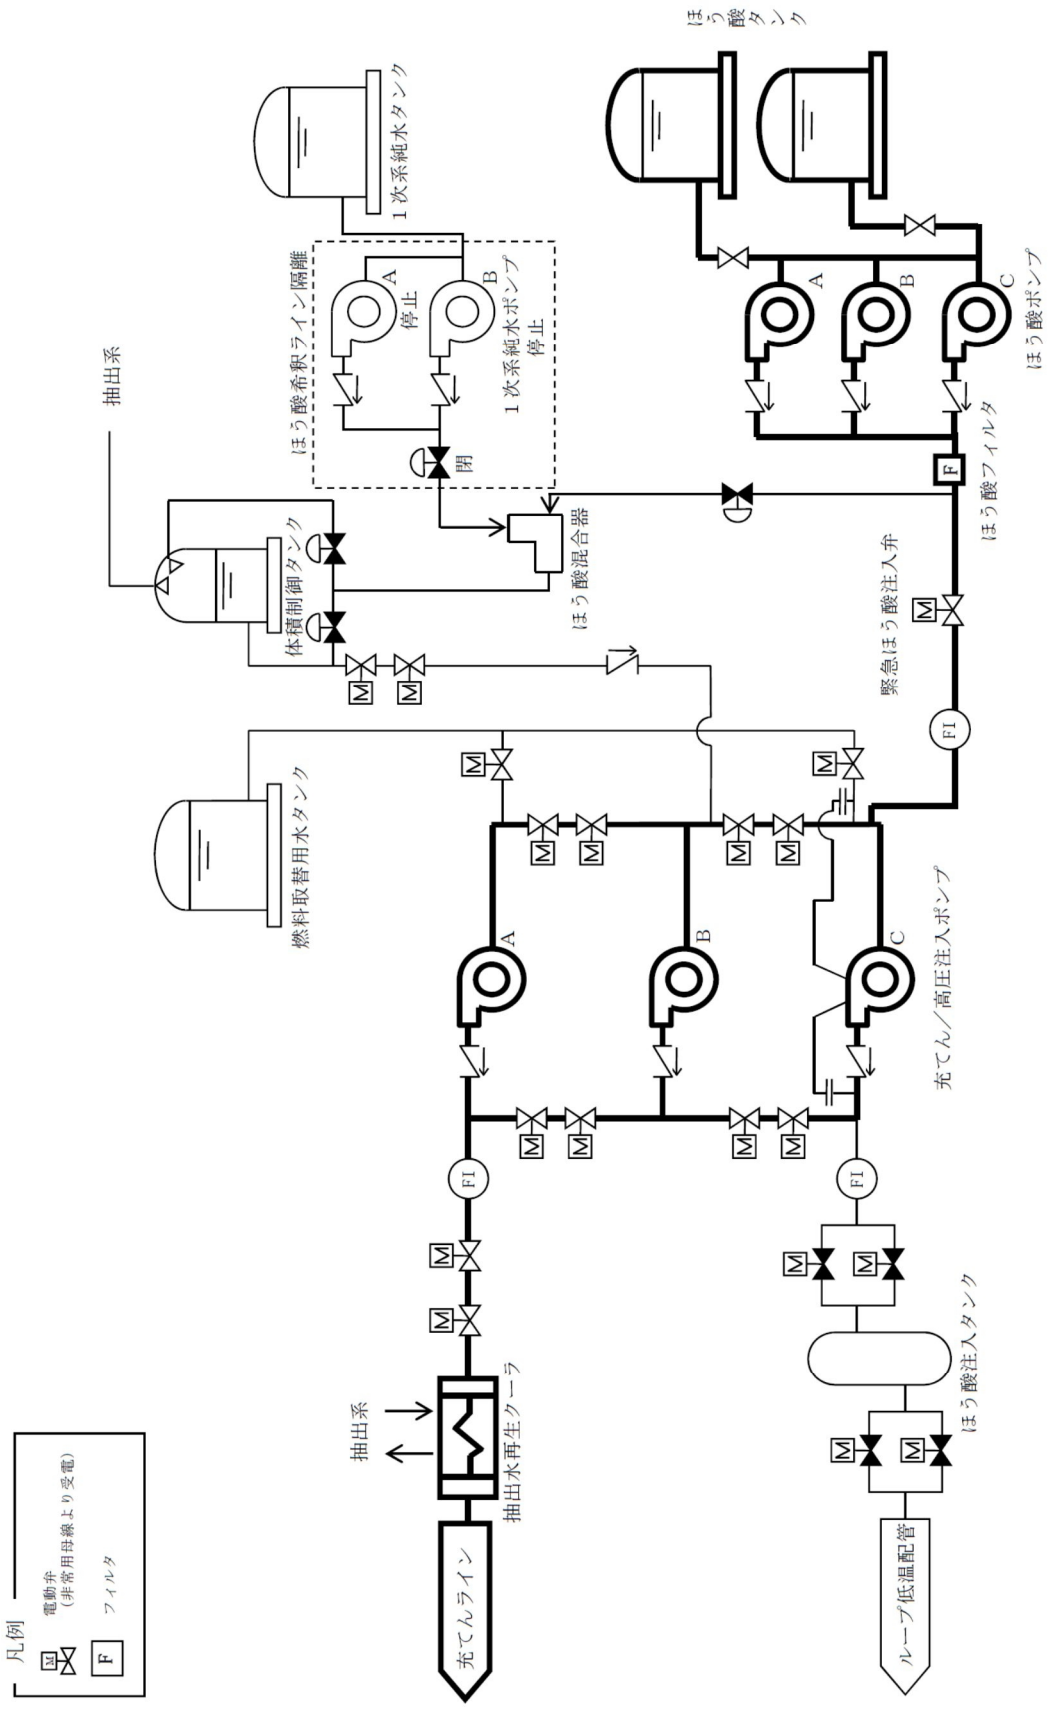 凡例
M
電動弁
(非常用母線より受電)
F
フィルタ
抽出系
体積制御タンク
M
M
燃料取替用水タンク
1次系純水タンク
ほう酸希釈ライン隔離
A
停止
B
1次系純水ポンプ
停止
閉
ほう酸混合器
ほう酸タンク
A
B
C
ほう酸ポンプ
F
ほう酸フィルタ
緊急ほう酸注入弁
M
FI
M
M
M
M
M
M
A
B
C
充てん/高圧注入ポンプ
M
M
M
M
FI
M
M
抽出系
抽出水再生クーラ
充てんライン
FI
M
M
ほう酸注入タンク
M
M
ループ低温配管